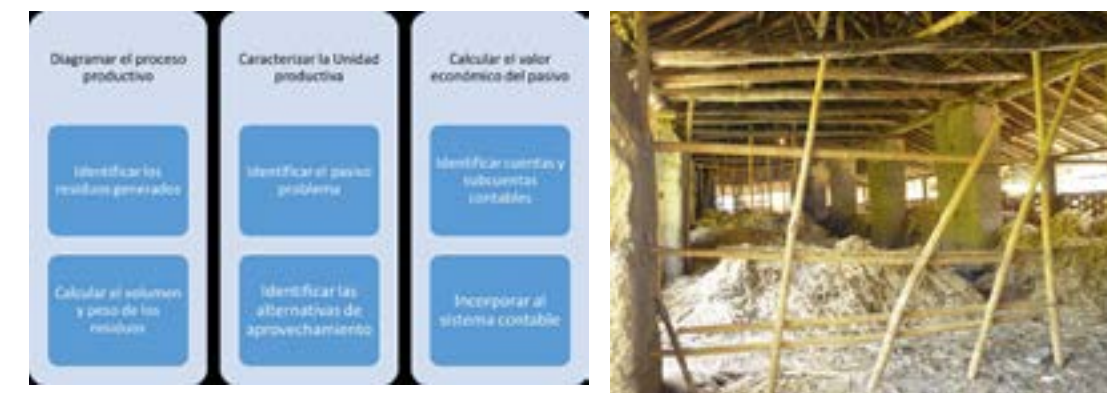 Diagramar el proceso
productivo
Identificar los
residuos generados
Calcular el volumen
y peso de los
residuos
Caracterizar la Unidad
productiva
Identificar el pasivo
problema
Identificar las
alternativas de
aprovechamiento
Calcular el valor
económico del pasivo
Identificar cuentas y
subcuentas
contables
Incorporar al
sistema contable